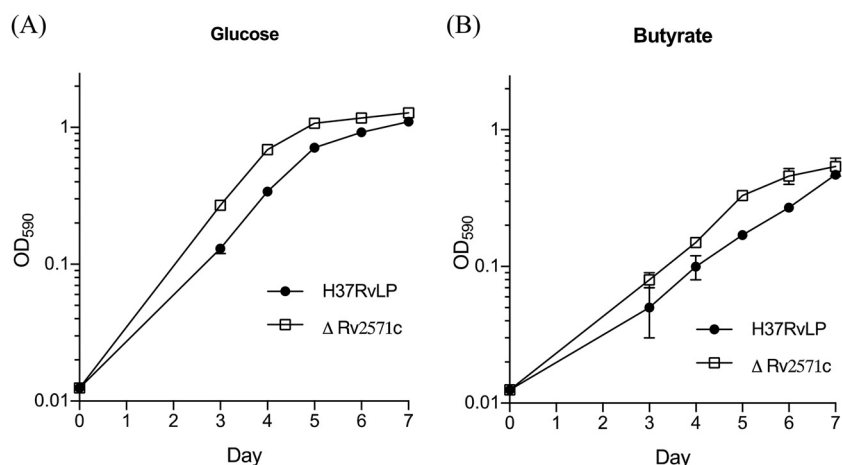 (A)
Glucose
OD590
1
0.1
0.01
0 1 2 3 4 5 6 7
Day
H37RvLP
Δ Rv2571c
(B)
Butyrate
OD590
1
0.1
0.01
0 1 2 3 4 5 6 7
Day
H37RvLP
Δ Rv2571c